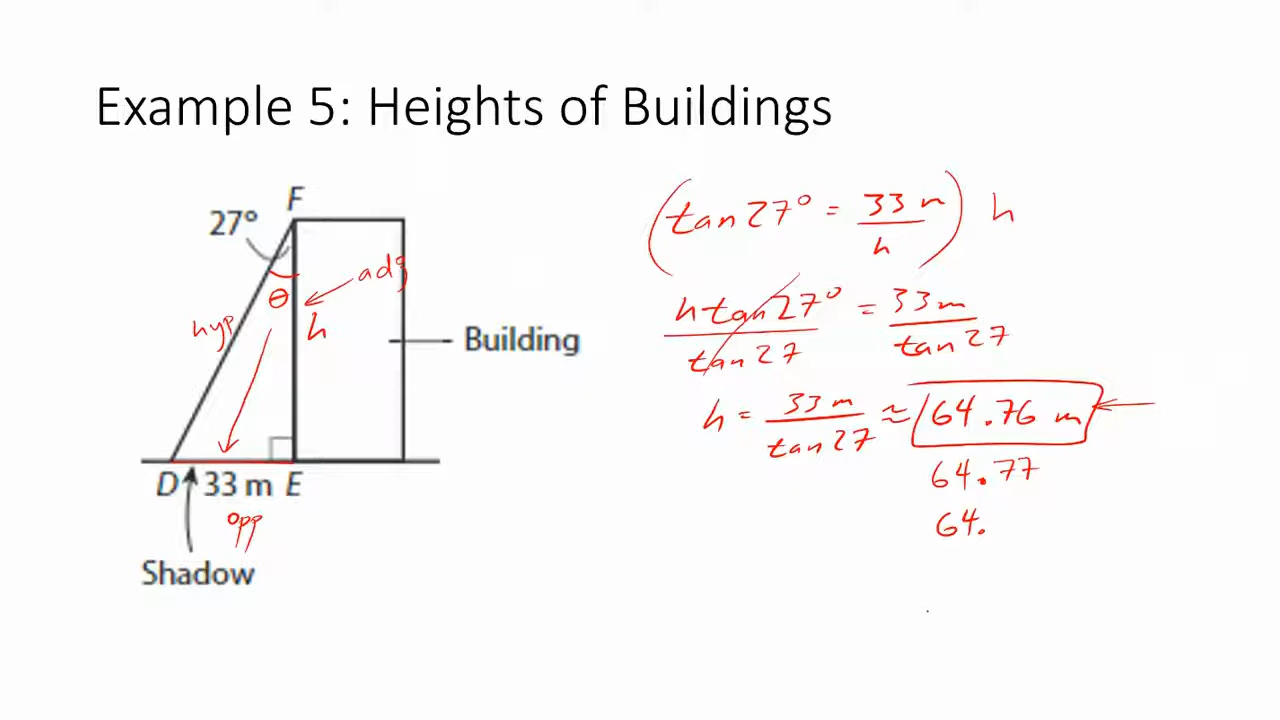 Example 5: Heights of Buildings
F
27°
θ
adj
hyp
h
Building
D 33 m E
opp
Shadow
(tan 27° = 33 m / h) h
h tan 27° / tan 27 = 33 m / tan 27
h = 33 m / tan 27 ≈ 64.76 m
64.77
64.